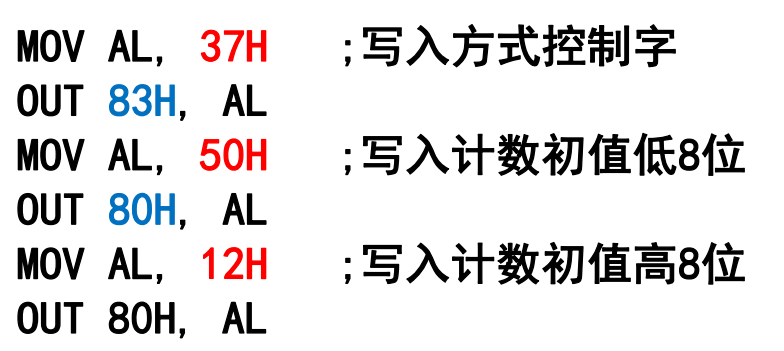 MOV AL, 37H ;写入方式控制字
OUT 83H, AL
MOV AL, 50H ;写入计数初值低8位
OUT 80H, AL
MOV AL, 12H ;写入计数初值高8位
OUT 80H, AL